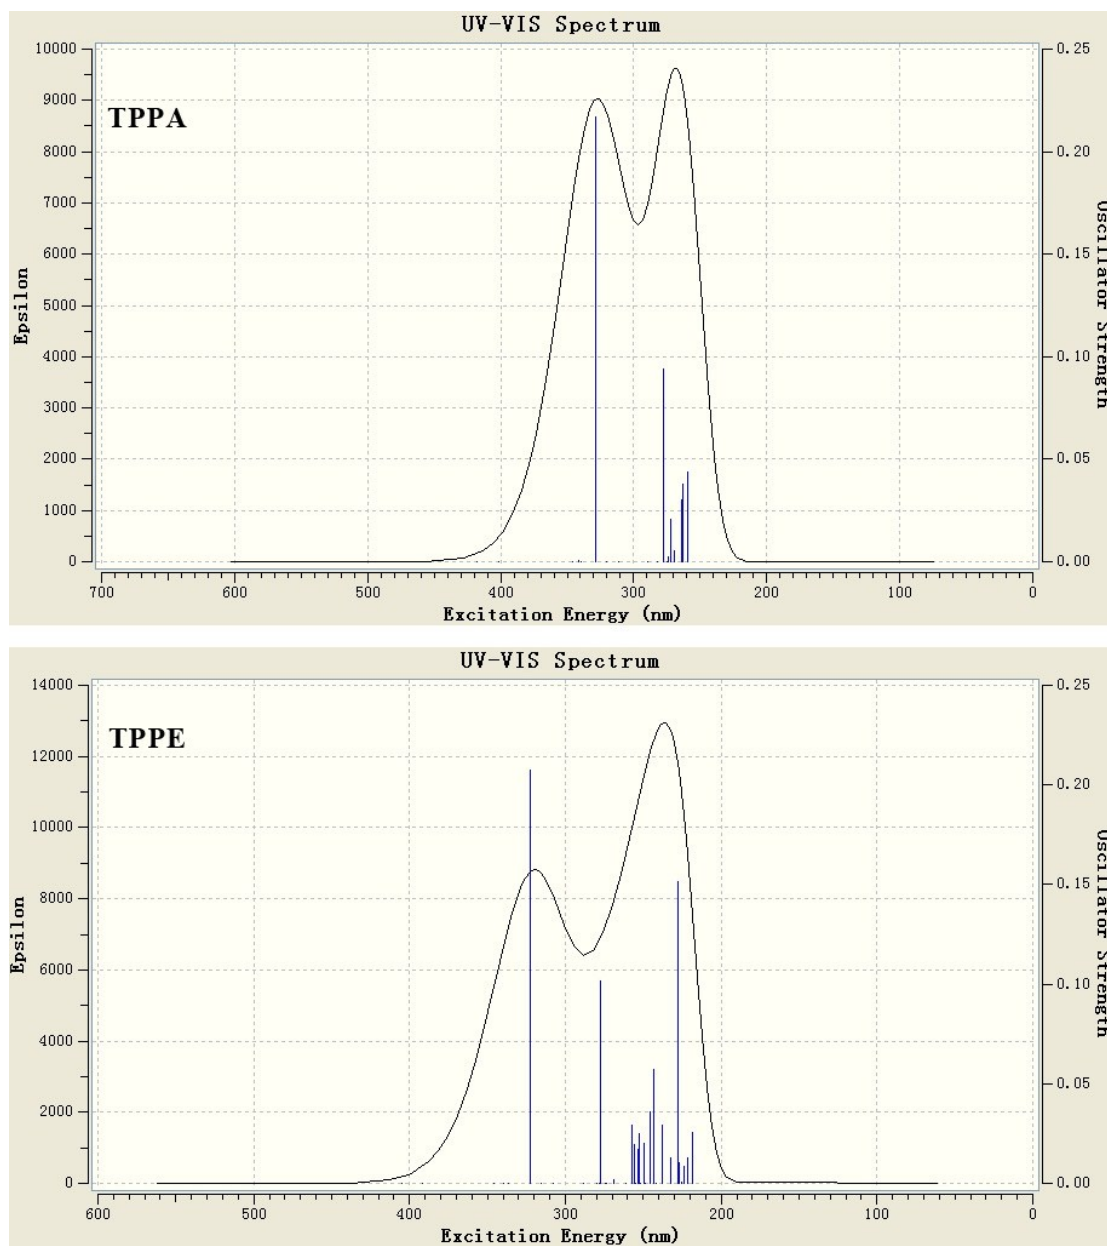 UV-VIS Spectrum
TPPA
Epsilon
10000
9000
8000
7000
6000
5000
4000
3000
2000
1000
0
0.25
0.20
0.15
0.10
0.05
0.00
Oscillator Strength
700 600 500 400 300 200 100 0
Excitation Energy (nm)
UV-VIS Spectrum
TPPE
Epsilon
14000
12000
10000
8000
6000
4000
2000
0
0.25
0.20
0.15
0.10
0.05
0.00
Oscillator Strength
600 500 400 300 200 100 0
Excitation Energy (nm)